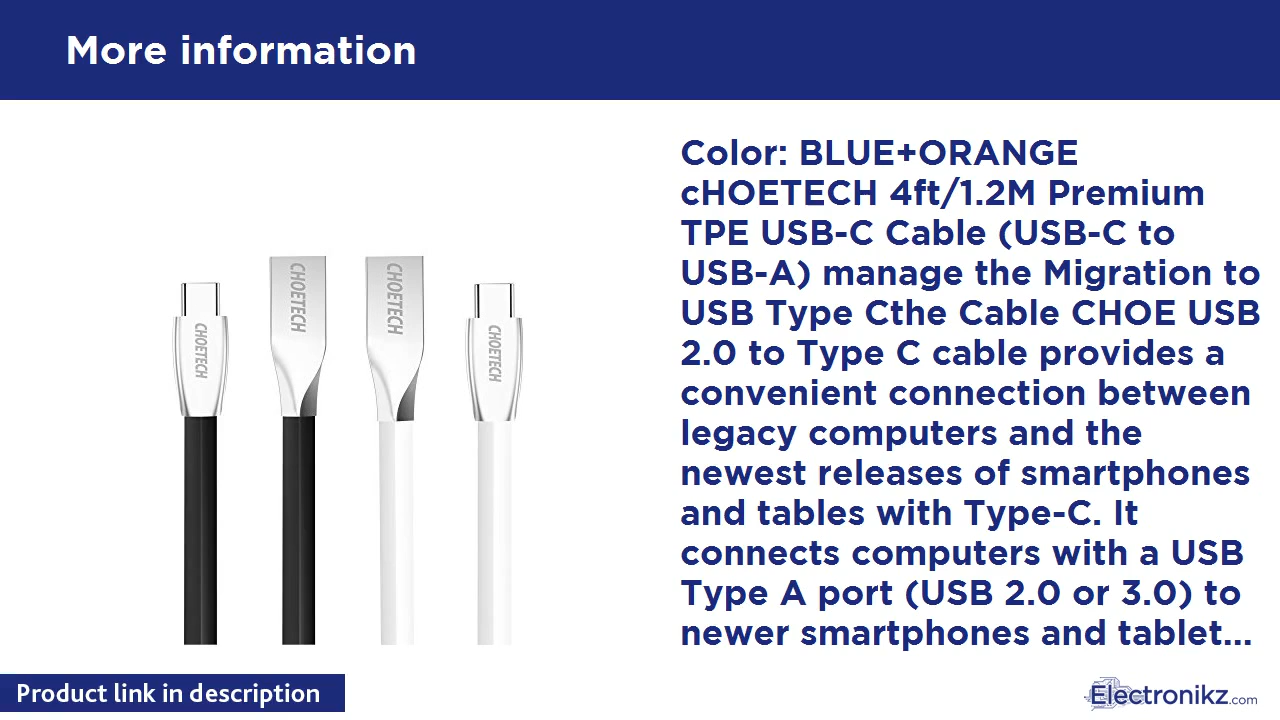 More information
Color: BLUE+ORANGE
cHOETECH 4ft/1.2M Premium
TPE USB-C Cable (USB-C to
USB-A) manage the Migration to
USB Type Cthe Cable CHOE USB
2.0 to Type C cable provides a
convenient connection between
legacy computers and the
newest releases of smartphones
and tables with Type-C. It
connects computers with a USB
Type A port (USB 2.0 or 3.0) to
newer smartphones and tablet...
CHOETECH
CHOETECH
CHOETECH
CHOETECH
Product link in description
Electronikz.com